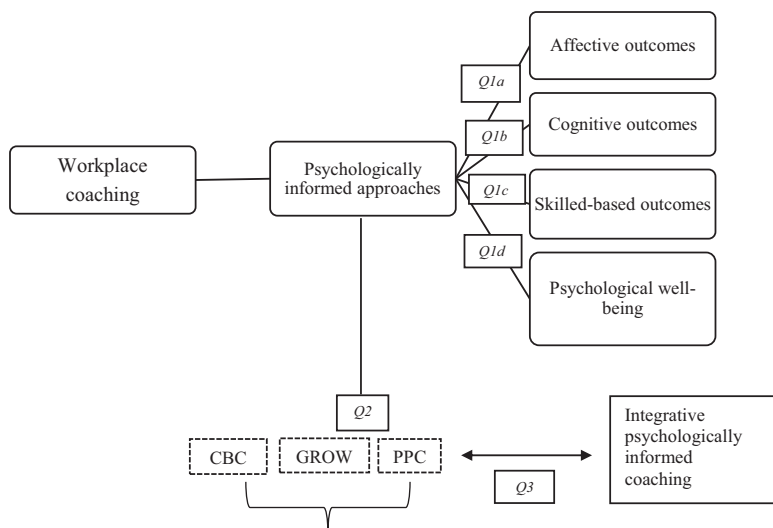 Affective outcomes
Q1a
Q1b
Cognitive outcomes
Workplace
coaching
Psychologically
informed approaches
Q1c
Skilled-based outcomes
Q1d
Psychological well-
being
Q2
CBC
GROW
PPC
Q3
Integrative
psychologically
informed
coaching